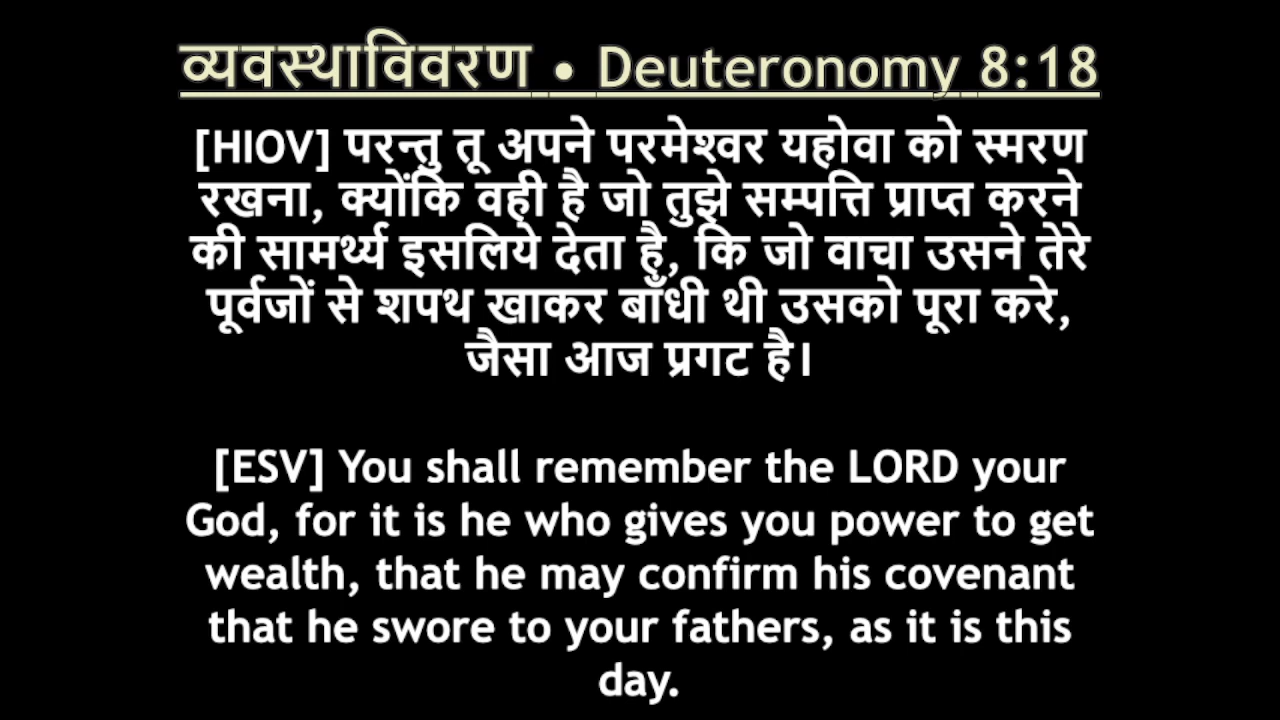 व्यवस्थाविवरण • Deuteronomy 8:18
[HIOV] परन्तु तू अपने परमेश्वर यहोवा को स्मरण
रखना, क्योंकि वही है जो तुझे सम्पत्ति प्राप्त करने
की सामर्थ्य इसलिये देता है, कि जो वाचा उसने तेरे
पूर्वजों से शपथ खाकर बाँधी थी उसको पूरा करे,
जैसा आज प्रगट है।
[ESV] You shall remember the LORD your
God, for it is he who gives you power to get
wealth, that he may confirm his covenant
that he swore to your fathers, as it is this
day.